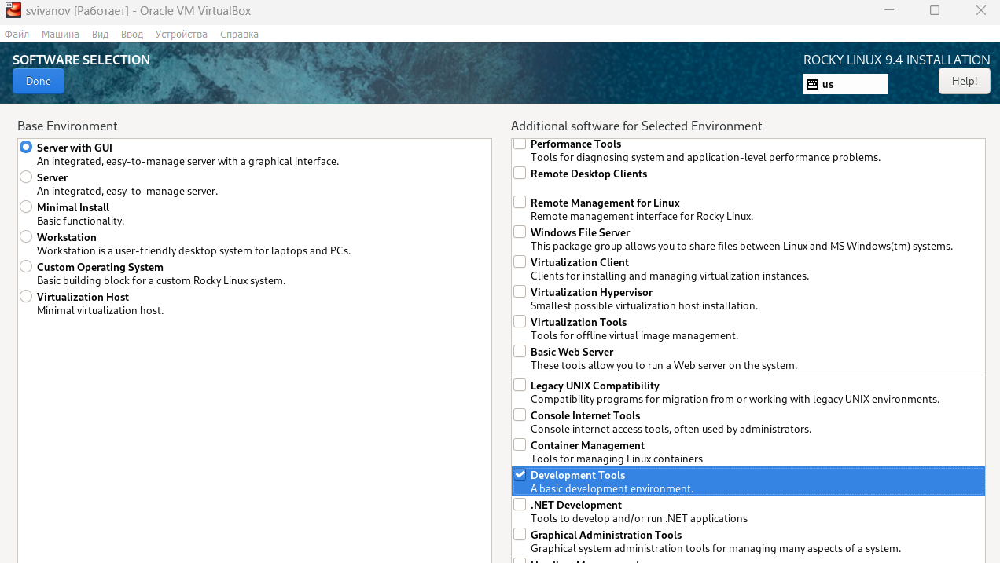 svivanov [Работает] - Oracle VM VirtualBox
Файл Машина Вид Ввод Устройства Справка
SOFTWARE SELECTION
Done
ROCKY LINUX 9.4 INSTALLATION
us
Help!
Base Environment
Server with GUI
An integrated, easy-to-manage server with a graphical interface.
Server
An integrated, easy-to-manage server.
Minimal Install
Basic functionality.
Workstation
Workstation is a user-friendly desktop system for laptops and PCs.
Custom Operating System
Basic building block for a custom Rocky Linux system.
Virtualization Host
Minimal virtualization host.
Additional software for Selected Environment
Performance Tools
Tools for diagnosing system and application-level performance problems.
Remote Desktop Clients
Remote Management for Linux
Remote management interface for Rocky Linux.
Windows File Server
This package group allows you to share files between Linux and MS Windows(tm) systems.
Virtualization Client
Clients for installing and managing virtualization instances.
Virtualization Hypervisor
Smallest possible virtualization host installation.
Virtualization Tools
Tools for offline virtual image management.
Basic Web Server
These tools allow you to run a Web server on the system.
Legacy UNIX Compatibility
Compatibility programs for migration from or working with legacy UNIX environments.
Console Internet Tools
Console internet access tools, often used by administrators.
Container Management
Tools for managing Linux containers
Development Tools
A basic development environment.
.NET Development
Tools to develop and/or run .NET applications
Graphical Administration Tools
Graphical system administration tools for managing many aspects of a system.